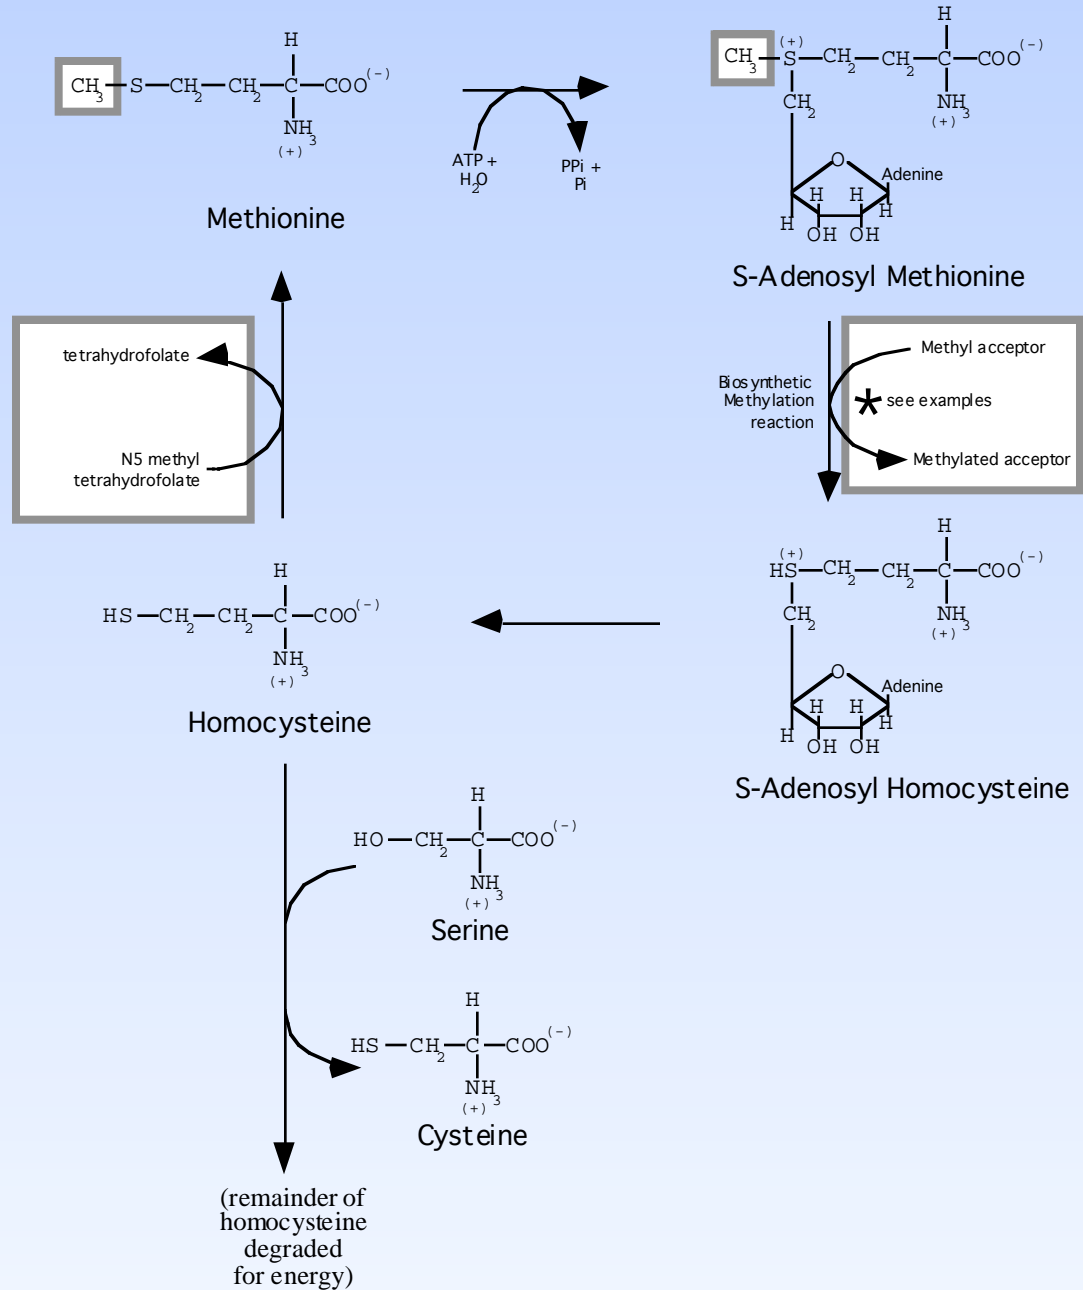 H
CH3-S-CH2-CH2-C-COO(-)
NH3
(+)
Methionine
ATP +
H2O
PPi +
Pi
H
(+)
CH3-S-CH2-CH2-C-COO(-)
CH2 NH3
(+)
O
Adenine
H H
H H
OH OH
S-Adenosyl Methionine
tetrahydrofolate
N5 methyl
tetrahydrofolate
Biosynthetic
Methylation
reaction
Methyl acceptor
* see examples
Methylated acceptor
H
HS-CH2-CH2-C-COO(-)
NH3
(+)
Homocysteine
H
(+)
HS-CH2-CH2-C-COO(-)
CH2 NH3
(+)
O
Adenine
H H
H H
OH OH
S-Adenosyl Homocysteine
H
HO-CH2-C-COO(-)
NH3
(+)
Serine
H
HS-CH2-C-COO(-)
NH3
(+)
Cysteine
(remainder of
homocysteine
degraded
for energy)